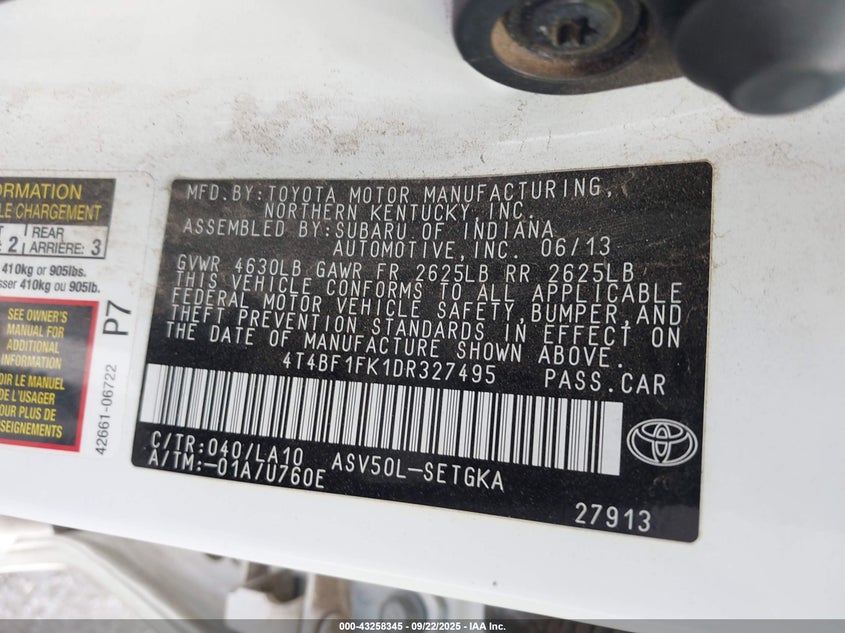 ORMATION
LE CHARGEMENT
2 | REAR
ARRIÈRE: 3
410kg or 905lbs.
sser 410kg ou 905lb.
SEE OWNER'S
MANUAL FOR
ADDITIONAL
INFORMATION
OIR LE MANUEL
DE L'USAGER
POUR PLUS DE
SEIGNEMENTS
P7
42661-06722
MFD.BY:TOYOTA MOTOR MANUFACTURING,
NORTHERN KENTUCKY,INC.
ASSEMBLED BY:SUBARU OF INDIANA
AUTOMOTIVE,INC. 06/13
GVWR 4630LB GAWR FR 2625LB RR 2625LB
THIS VEHICLE CONFORMS TO ALL APPLICABLE
FEDERAL MOTOR VEHICLE SAFETY,BUMPER,AND
THEFT PREVENTION STANDARDS IN EFFECT ON
THE DATE OF MANUFACTURE SHOWN ABOVE.
4T4BF1FK1DR327495 PASS.CAR
C/TR:040/LA10 ASV50L-SETGKA
A/TM:-01A/U760E
27913
000-43258345 - 09/22/2025 - IAA Inc.